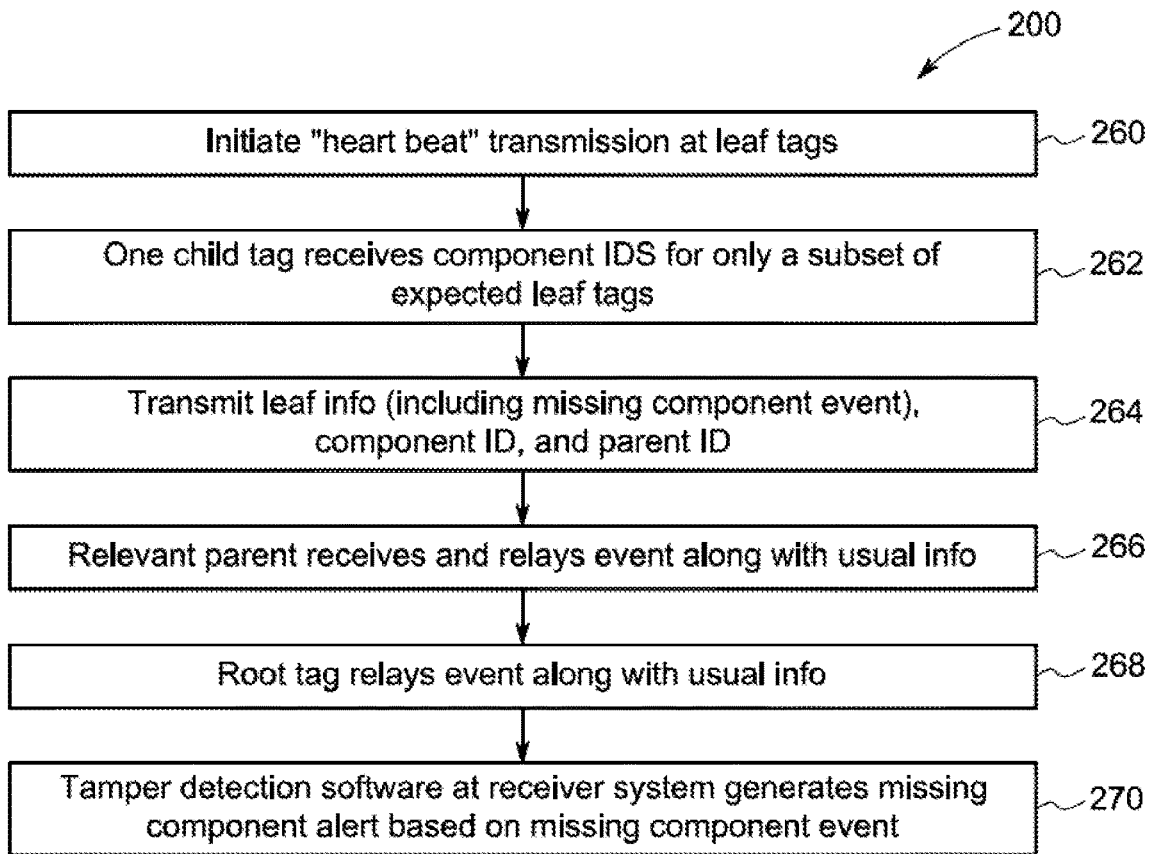 200
Initiate "heart beat" transmission at leaf tags
260
One child tag receives component IDS for only a subset of
expected leaf tags
262
Transmit leaf info (including missing component event),
component ID, and parent ID
264
Relevant parent receives and relays event along with usual info
266
Root tag relays event along with usual info
268
Tamper detection software at receiver system generates missing
component alert based on missing component event
270